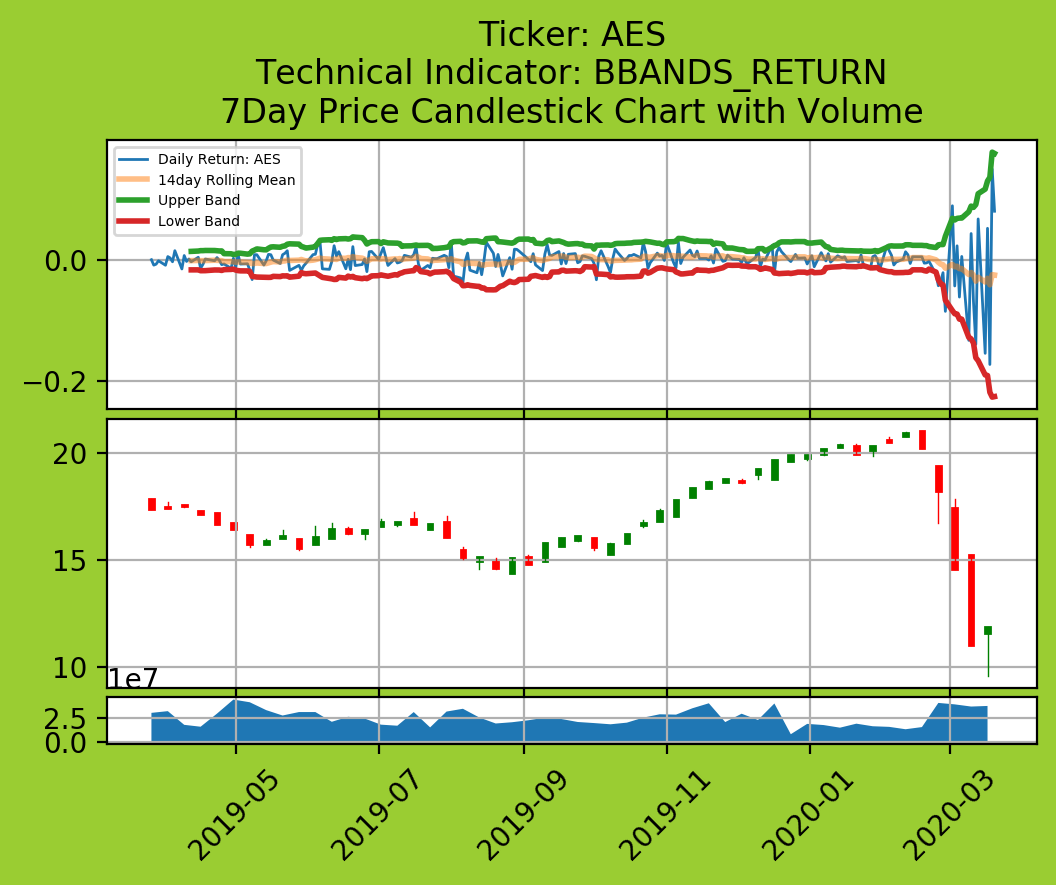 Ticker: AES
Technical Indicator: BBANDS_RETURN
7Day Price Candlestick Chart with Volume
Daily Return: AES
14day Rolling Mean
Upper Band
Lower Band
0.0
−0.2
20
15
10
1e7
2.5
0.0
2019-05
2019-07
2019-09
2019-11
2020-01
2020-03